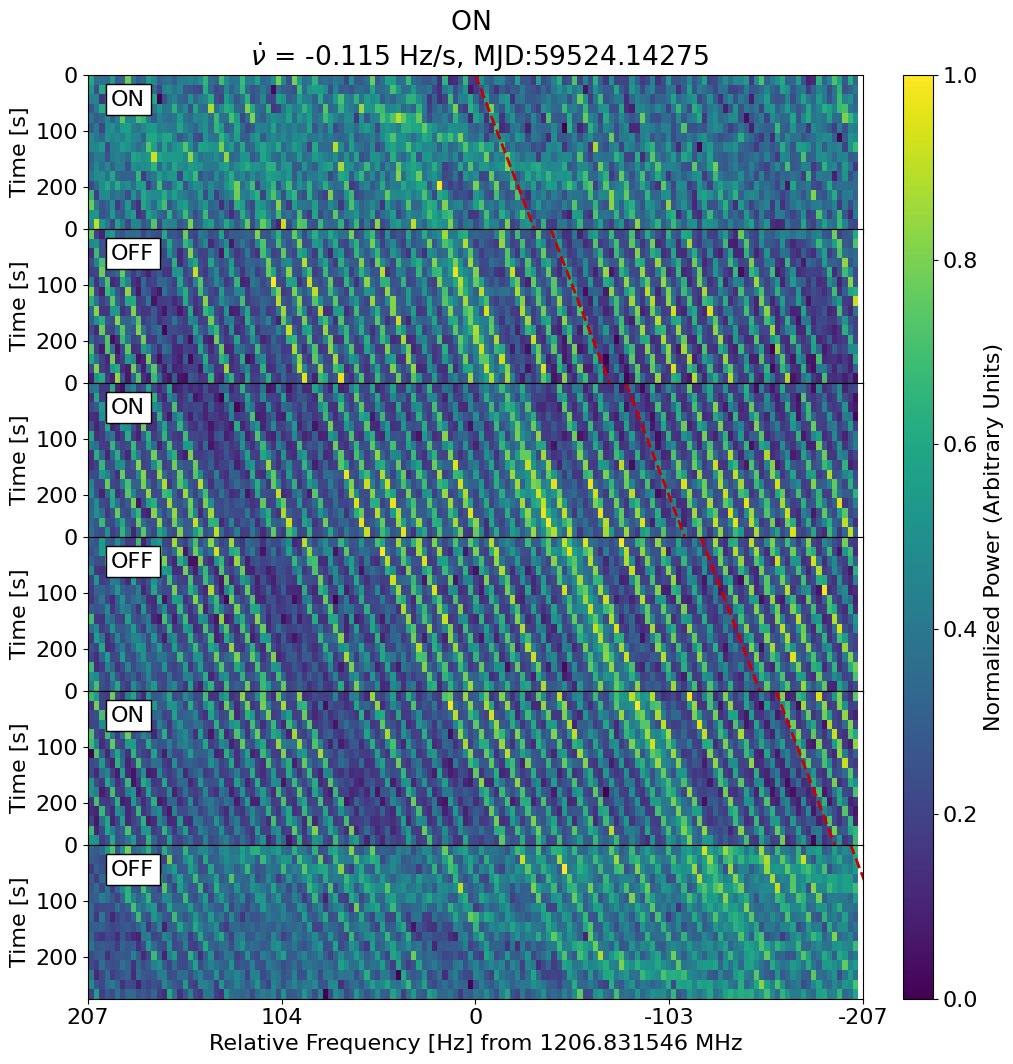 ON
ν̇ = -0.115 Hz/s, MJD:59524.14275
ON
OFF
ON
OFF
ON
OFF
Time [s]
0
100
200
Time [s]
0
100
200
Time [s]
0
100
200
Time [s]
0
100
200
Time [s]
0
100
200
Time [s]
0
100
200
207
104
0
-103
-207
Relative Frequency [Hz] from 1206.831546 MHz
1.0
0.8
0.6
0.4
0.2
0.0
Normalized Power (Arbitrary Units)